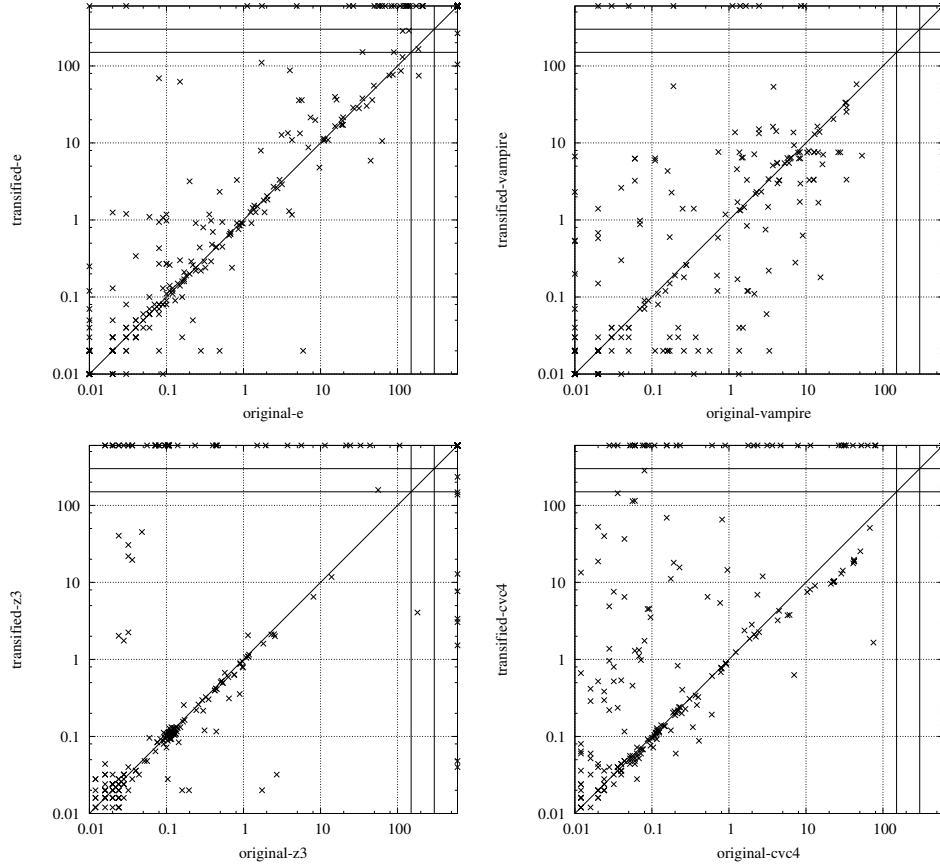 100
10
1
0.1
0.01
0.01 0.1 1 10 100
transified-e
original-e
100
10
1
0.1
0.01
0.01 0.1 1 10 100
transified-vampire
original-vampire
100
10
1
0.1
0.01
0.01 0.1 1 10 100
transified-z3
original-z3
100
10
1
0.1
0.01
0.01 0.1 1 10 100
transified-cvc4
original-cvc4